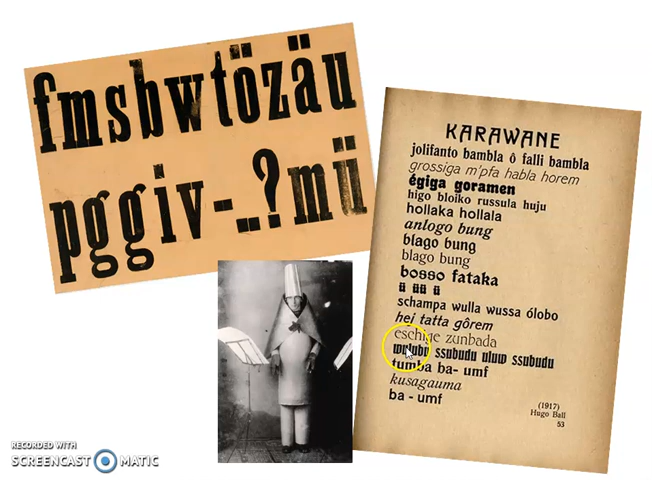 fmsbwtözäu
pggiv-..?mü
KARAWANE
jolifanto bambla ô falli bambla
grossiga m'pfa habla horem
égiga goramen
higo bloiko russula huju
hollaka hollala
anlogo bung
blago bung
blago bung
bosso fataka
ü üü ü
schampa wulla wussa ólobo
hej tatta gôrem
eschige zunbada
wulubu ssubudu uluw ssubudu
tumba ba- umf
kusagauma
ba - umf
(1917)
Hugo Ball
53
RECORDED WITH
SCREENCAST MATIC